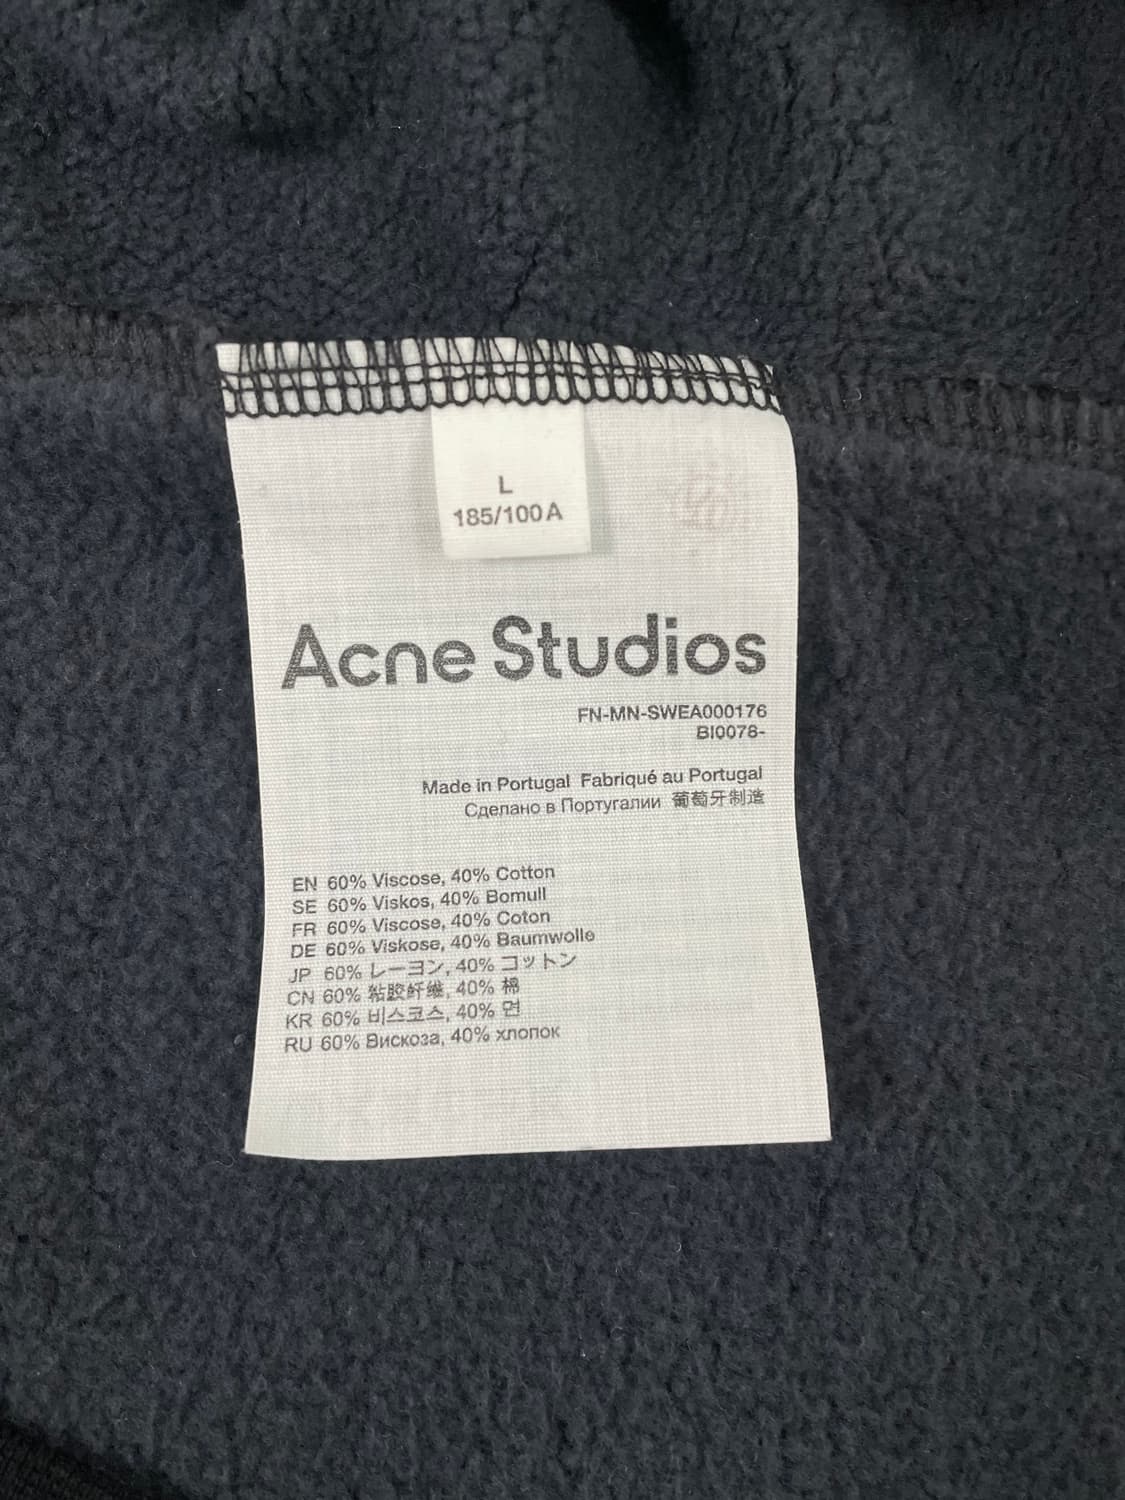 L
185/100A
Acne Studios
FN-MN-SWEA000176
BI0078-
Made in Portugal Fabriqué au Portugal
Сделано в Португалии 葡萄牙制造
EN 60% Viscose, 40% Cotton
SE 60% Viskos, 40% Bomull
FR 60% Viscose, 40% Coton
DE 60% Viskose, 40% Baumwolle
JP 60% レーヨン, 40% コットン
CN 60% 粘胶纤维, 40% 棉
KR 60% 비스코스, 40% 면
RU 60% Вискоза, 40% хлопок